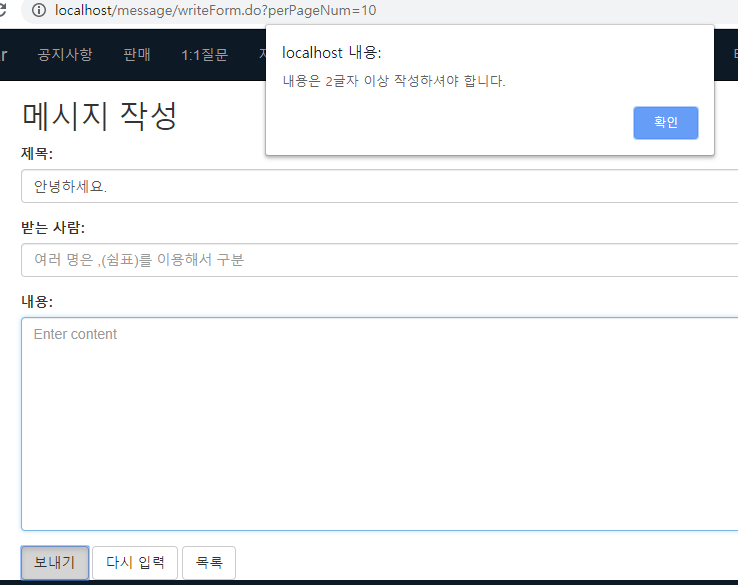 localhost/message/writeForm.do?perPageNum=10
공지사항 판매 1:1질문
localhost 내용:
내용은 2글자 이상 작성하셔야 합니다.
확인
메시지 작성
제목:
안녕하세요.
받는 사람:
여러 명은 ,(쉼표)를 이용해서 구분
내용:
Enter content
보내기 다시 입력 목록